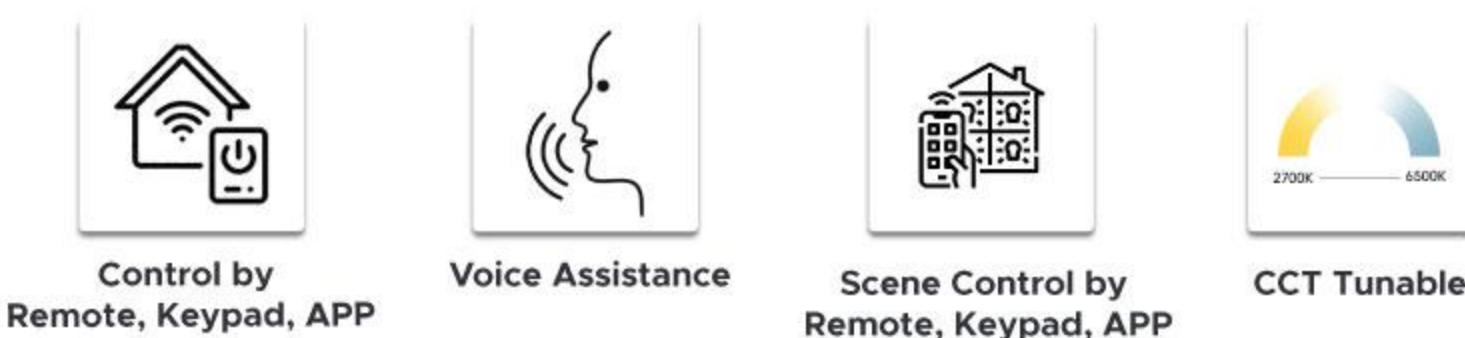 2700K
6500K
Control by
Remote, Keypad, APP
Voice Assistance
Scene Control by
Remote, Keypad, APP
CCT Tunable